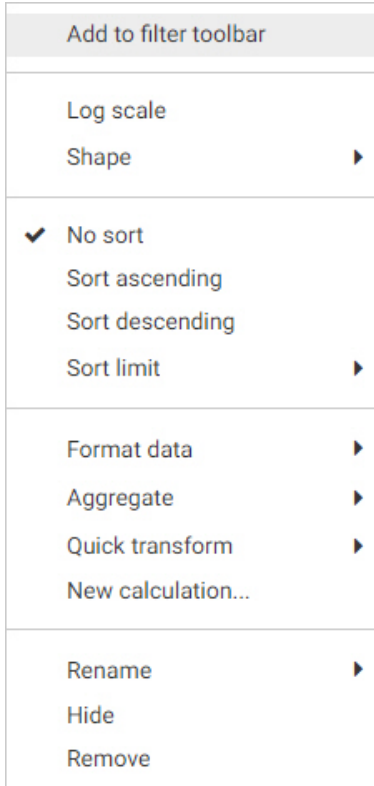 Add to filter toolbar
Log scale
Shape
No sort
Sort ascending
Sort descending
Sort limit
Format data
Aggregate
Quick transform
New calculation...
Rename
Hide
Remove